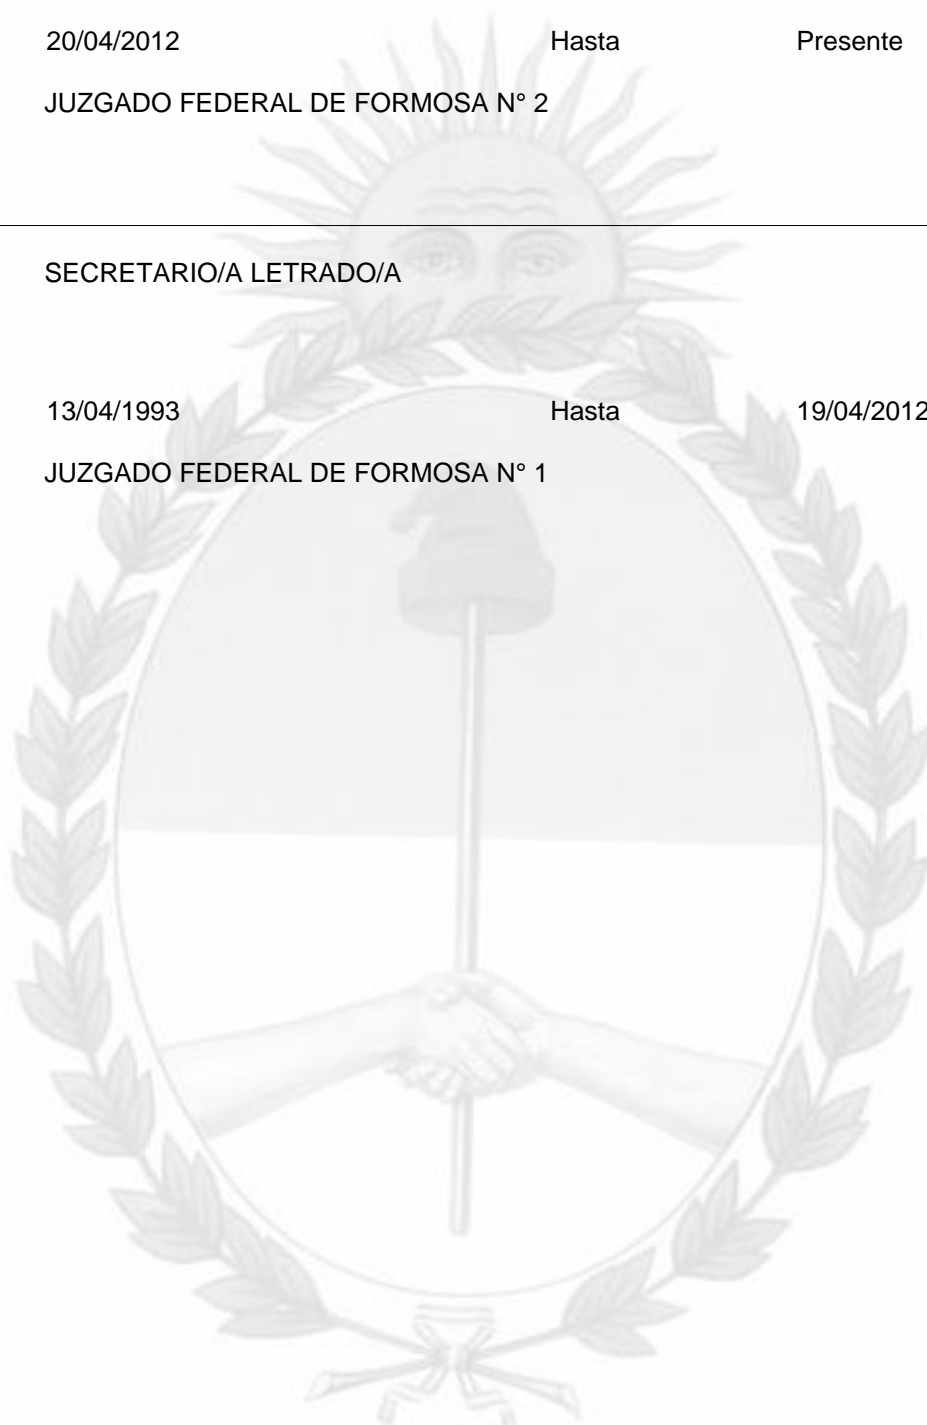 20/04/2012 Hasta Presente
JUZGADO FEDERAL DE FORMOSA N° 2
SECRETARIO/A LETRADO/A
13/04/1993 Hasta 19/04/2012
JUZGADO FEDERAL DE FORMOSA N° 1